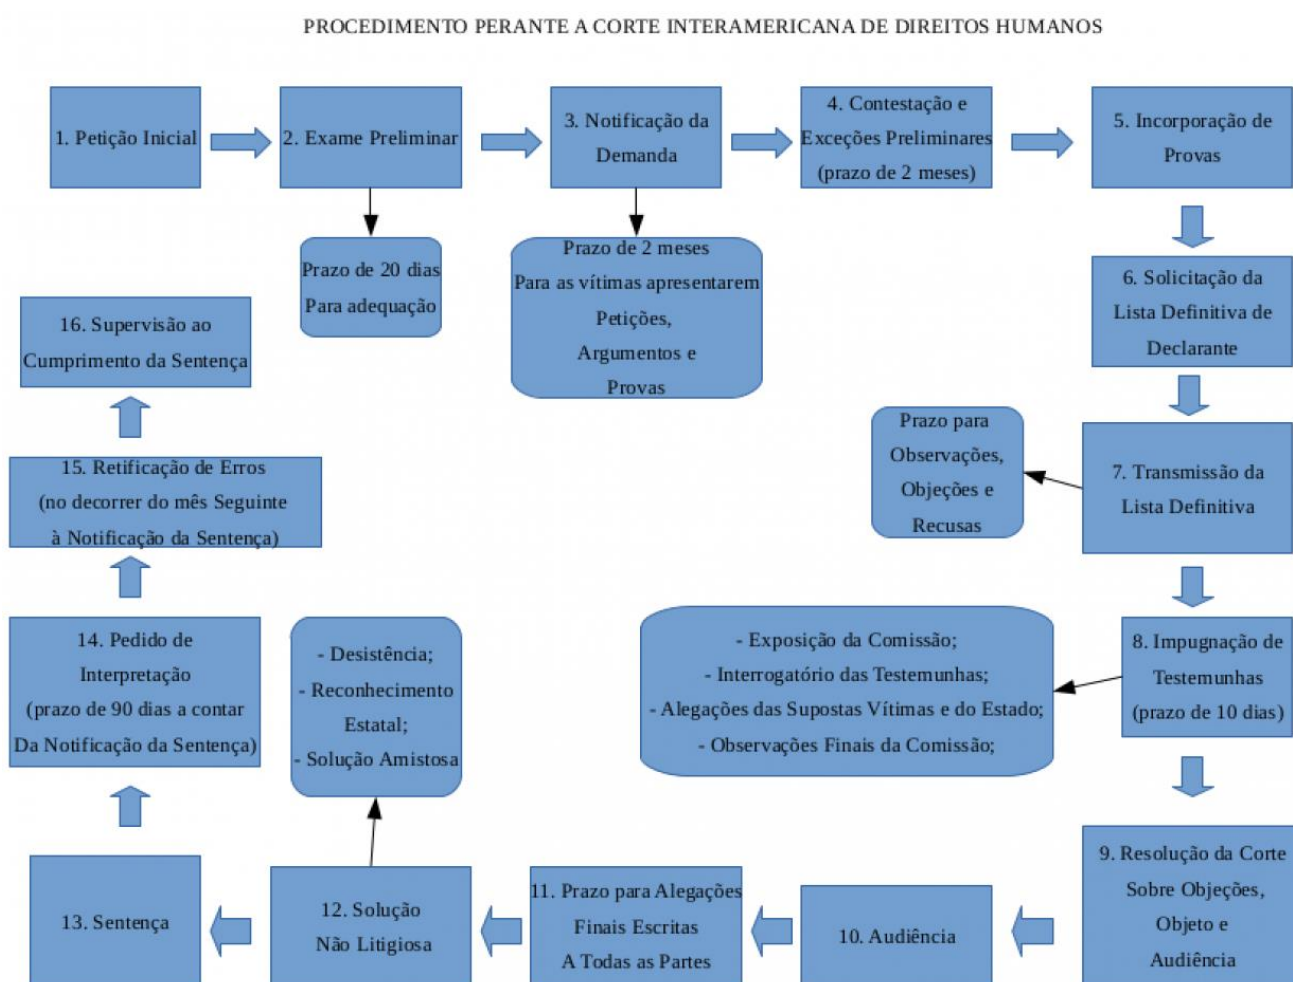 PROCEDIMENTO PERANTE A CORTE INTERAMERICANA DE DIREITOS HUMANOS
1. Petição Inicial
2. Exame Preliminar
Prazo de 20 dias
Para adequação
3. Notificação da
Demanda
Prazo de 2 meses
Para as vítimas apresentarem
Petições,
Argumentos e
Provas
4. Contestação e
Exceções Preliminares
(prazo de 2 meses)
5. Incorporação de
Provas
6. Solicitação da
Lista Definitiva de
Declarante
7. Transmissão da
Lista Definitiva
Prazo para
Observações,
Objeções e
Recusas
8. Impugnação de
Testemunhas
(prazo de 10 dias)
- Exposição da Comissão;
- Interrogatório das Testemunhas;
- Alegações das Supostas Vítimas e do Estado;
- Observações Finais da Comissão;
9. Resolução da Corte
Sobre Objeções,
Objeto e
Audiência
10. Audiência
11. Prazo para Alegações
Finais Escritas
A Todas as Partes
12. Solução
Não Litigiosa
- Desistência;
- Reconhecimento
Estatal;
- Solução Amistosa
13. Sentença
14. Pedido de
Interpretação
(prazo de 90 dias a contar
Da Notificação da Sentença)
15. Retificação de Erros
(no decorrer do mês Seguinte
à Notificação da Sentença)
16. Supervisão ao
Cumprimento da Sentença